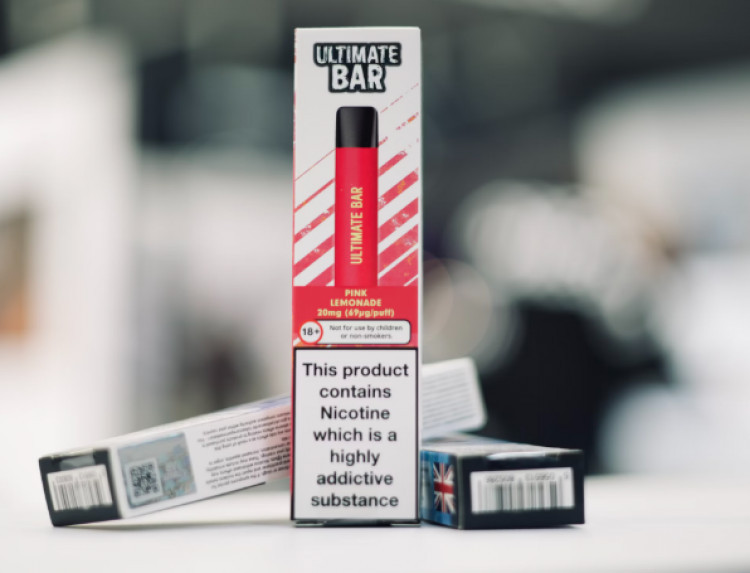 ULTIMATE
BAR
ULTIMATE BAR
PINK
LEMONADE
20mg (69µg/puff)
18+
Not for use by children
or non-smokers.
This product
contains
Nicotine
which is a
highly
addictive
substance